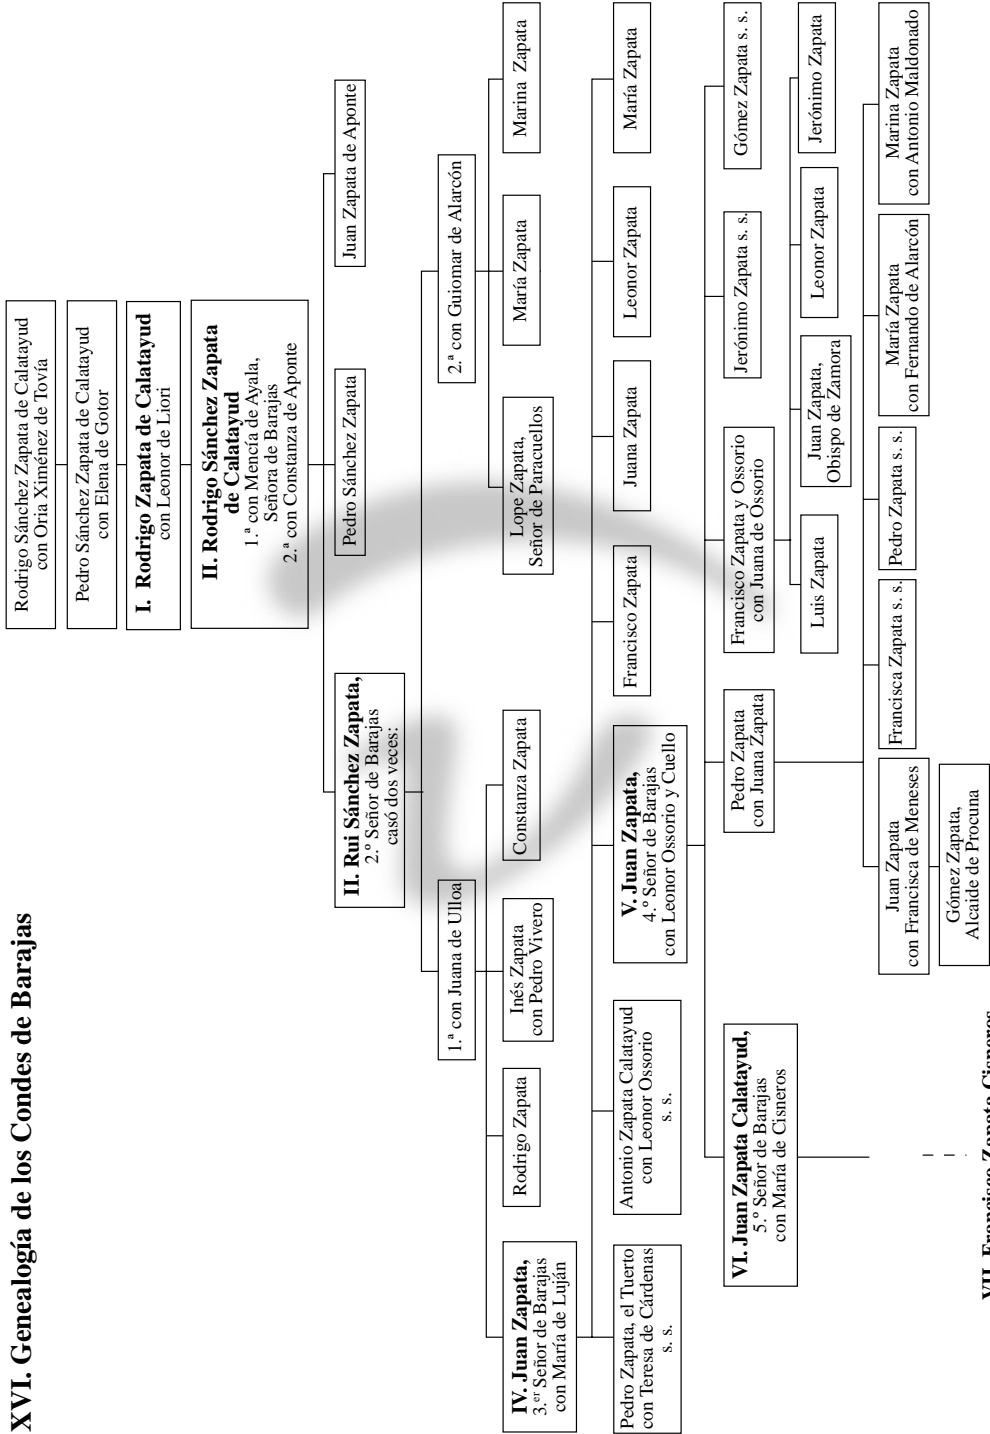 XVI. Genealogía de los Condes de Barajas
Rodrigo Sánchez Zapata de Calatayud
con Oria Ximénez de Tovía
Pedro Sánchez Zapata de Calatayud
con Elena de Gotor
I. Rodrigo Zapata de Calatayud
con Leonor de Liori
II. Rodrigo Sánchez Zapata
de Calatayud
1.ª con Mencía de Ayala,
Señora de Barajas
2.ª con Constanza de Aponte
II. Rui Sánchez Zapata,
2.º Señor de Barajas
casó dos veces:
Pedro Sánchez Zapata
Juan Zapata de Aponte
1.ª con Juana de Ulloa
2.ª con Guiomar de Alarcón
IV. Juan Zapata,
3.er Señor de Barajas
con María de Luján
Rodrigo Zapata
Inés Zapata
con Pedro Vivero
Constanza Zapata
Lope Zapata,
Señor de Paracuellos
María Zapata
Marina Zapata
Pedro Zapata, el Tuerto
con Teresa de Cárdenas
s. s.
Antonio Zapata Calatayud
con Leonor Ossorio
s. s.
V. Juan Zapata,
4.º Señor de Barajas
con Leonor Ossorio y Cuello
Francisco Zapata
Juana Zapata
Leonor Zapata
María Zapata
VI. Juan Zapata Calatayud,
5.º Señor de Barajas
con María de Cisneros
Pedro Zapata
con Juana Zapata
Francisco Zapata y Ossorio
con Juana de Ossorio
Jerónimo Zapata s. s.
Gómez Zapata s. s.
Luis Zapata
Juan Zapata,
Obispo de Zamora
Leonor Zapata
Jerónimo Zapata
Juan Zapata
con Francisca de Meneses
Francisca Zapata s. s.
Pedro Zapata s. s.
María Zapata
con Fernando de Alarcón
Marina Zapata
con Antonio Maldonado
Gómez Zapata,
Alcaide de Procuna
VII. Francisco Zapata Cisneros